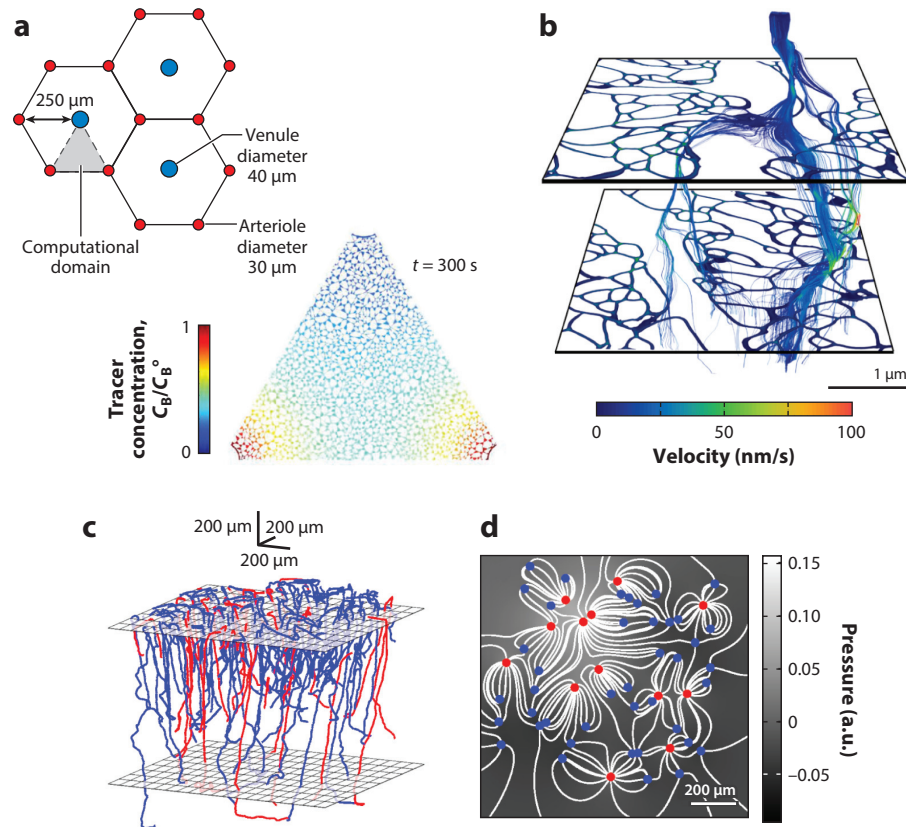 a
250 µm
Venule
diameter
40 µm
Computational
domain
Arteriole
diameter
30 µm
t = 300 s
Tracer
concentration,
C_B/C_B°
1
0
b
1 µm
0 50 100
Velocity (nm/s)
c
200 µm
200 µm
200 µm
d
0.15
0.10
0.05
0
−0.05
Pressure (a.u.)
200 µm